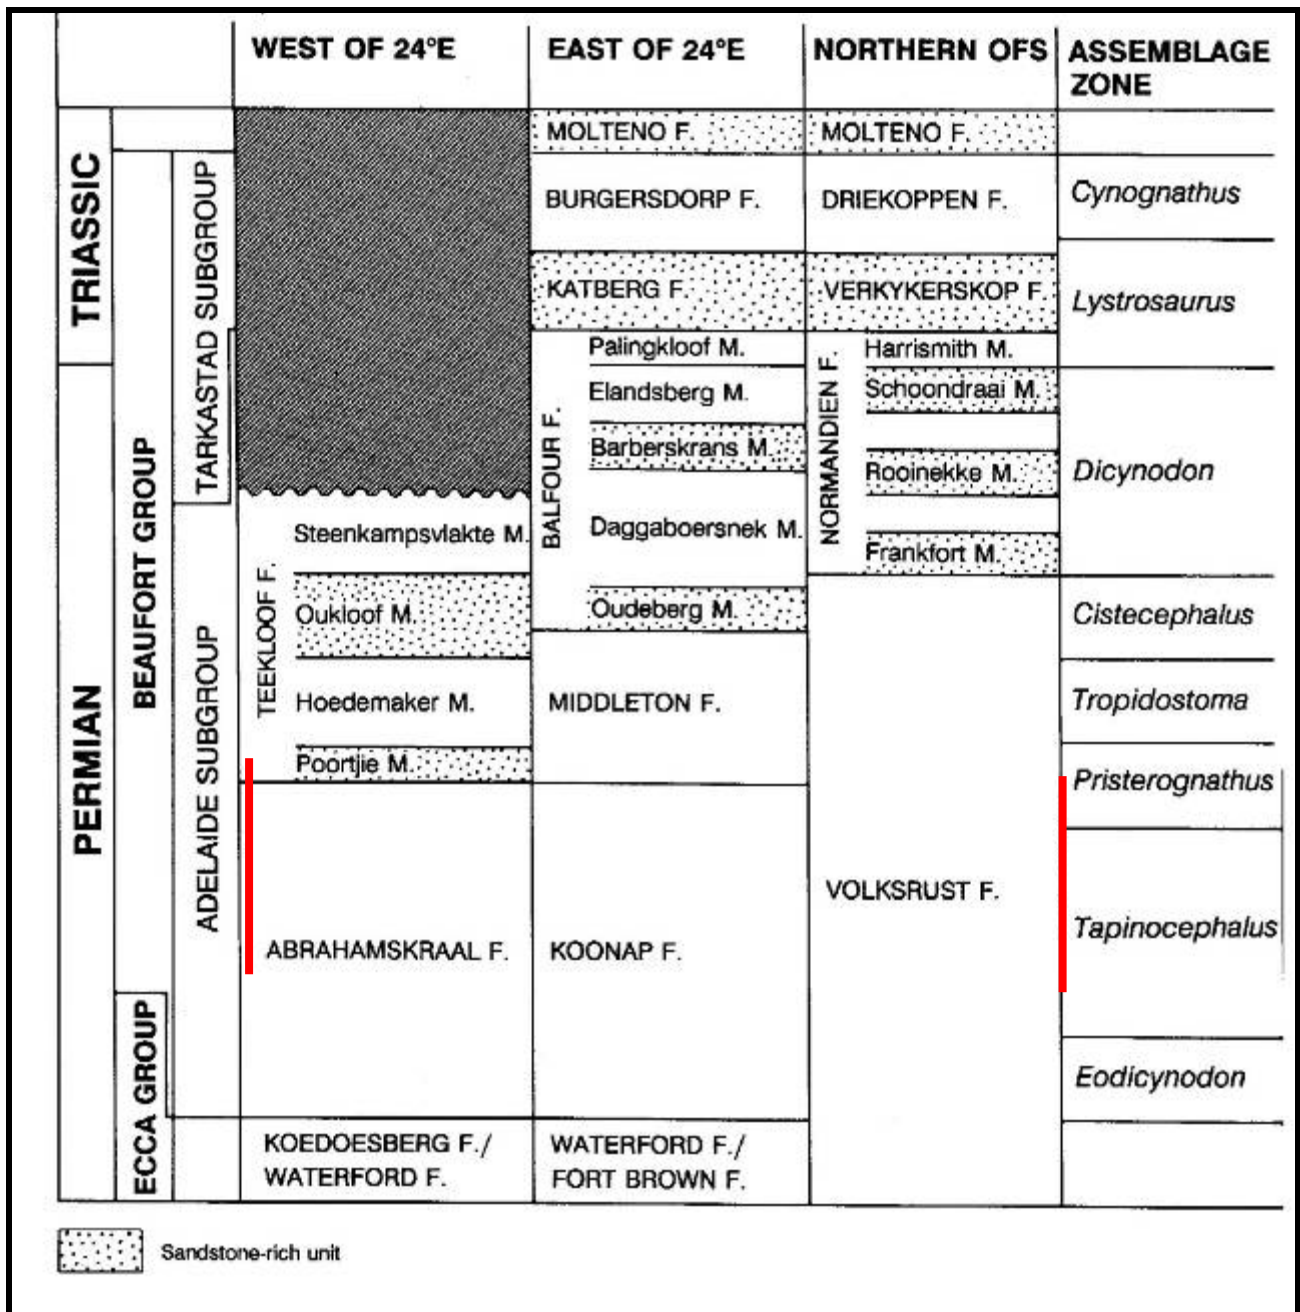 WEST OF 24°E
EAST OF 24°E
NORTHERN OFS
ASSEMBLAGE
ZONE
TRIASSIC
PERMIAN
BEAUFORT GROUP
ECCA GROUP
TARKASTAD SUBGROUP
ADELAIDE SUBGROUP
TEEKLOOF F.
Steenkampsvlakte M.
Oukloof M.
Hoedemaker M.
Poortjie M.
ABRAHAMSKRAAL F.
KOEDOESBERG F./
WATERFORD F.
MOLTENO F.
BURGERSDORP F.
KATBERG F.
BALFOUR F.
Palingkloof M.
Elandsberg M.
Barberskrans M.
Daggaboersnek M.
Oudeberg M.
MIDDLETON F.
KOONAP F.
WATERFORD F./
FORT BROWN F.
MOLTENO F.
DRIEKOPPEN F.
VERKYKERSKOP F.
NORMANDIEN F.
Harrismith M.
Schoondraai M.
Rooinekke M.
Frankfort M.
VOLKSRUST F.
Cynognathus
Lystrosaurus
Dicynodon
Cistecephalus
Tropidostoma
Pristerognathus
Tapinocephalus
Eodicynodon
Sandstone-rich unit